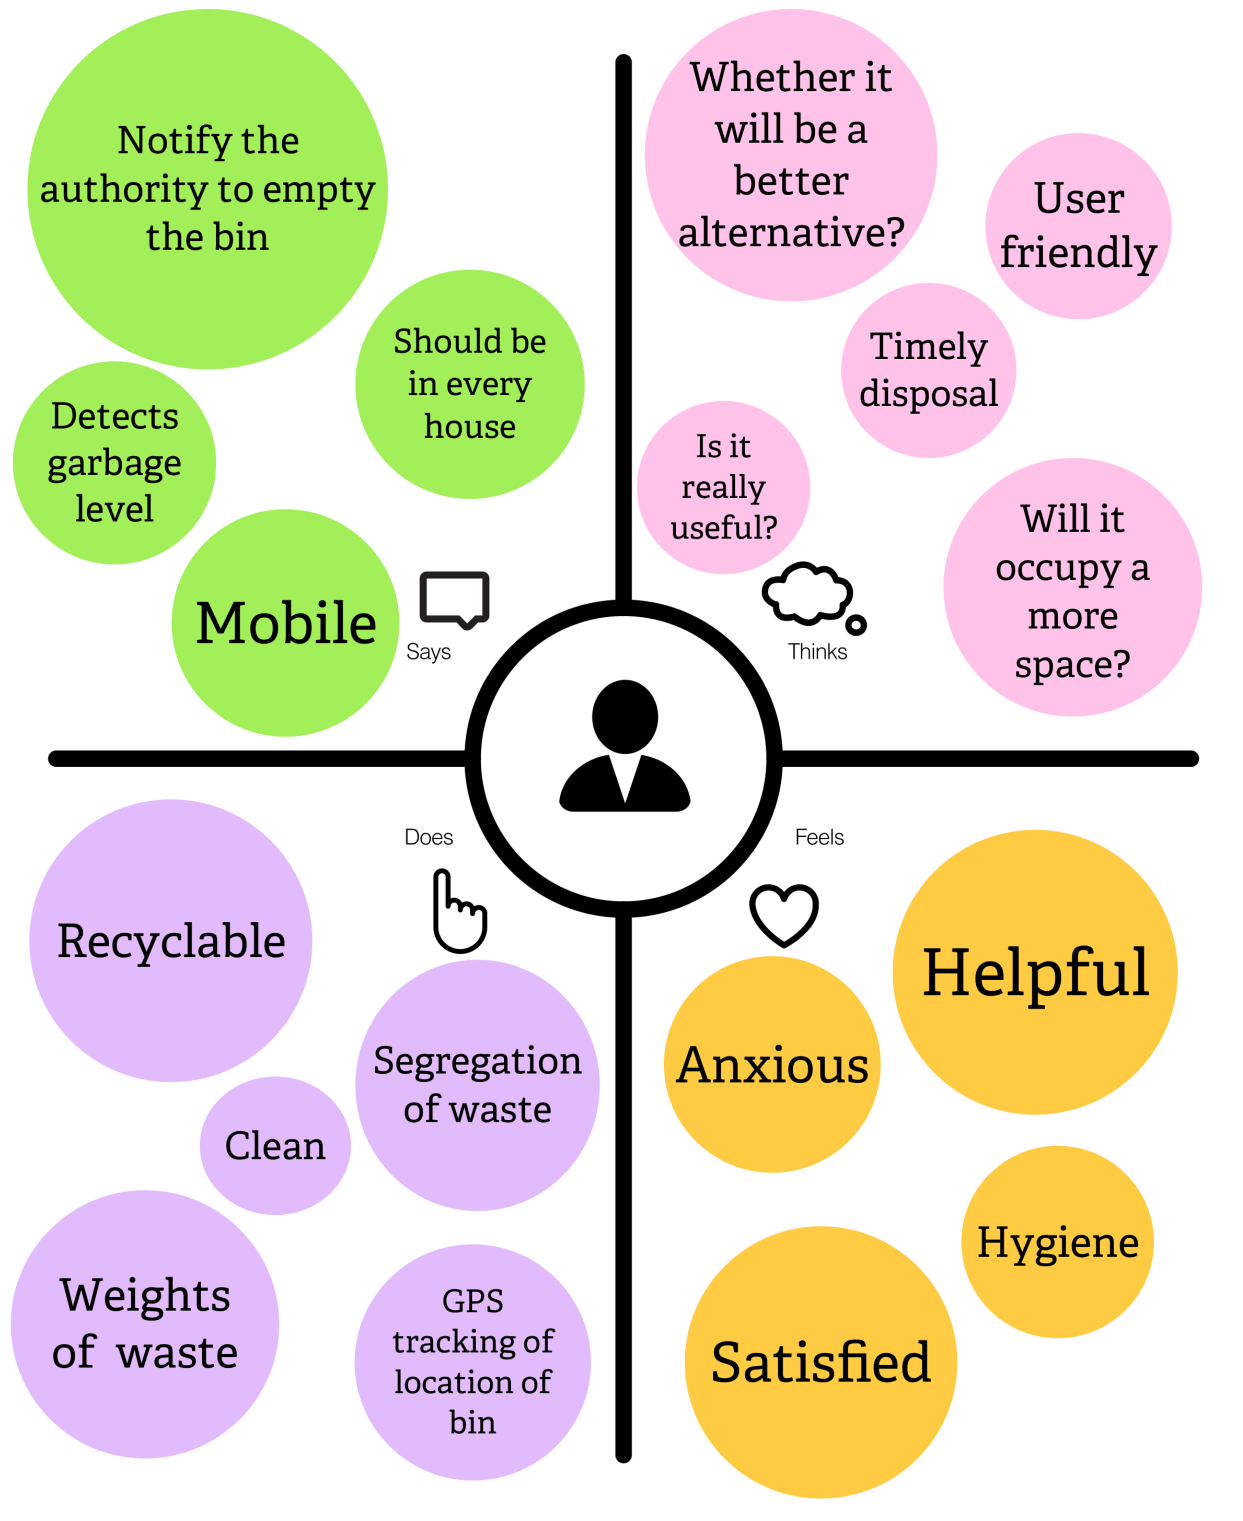 Notify the
authority to empty
the bin
Should be
in every
house
Detects
garbage
level
Mobile
Says
Whether it
will be a
better
alternative?
User
friendly
Timely
disposal
Is it
really
useful?
Will it
occupy a
more
space?
Thinks
Does
Recyclable
Segregation
of waste
Clean
Weights
of waste
GPS
tracking of
location of
bin
Feels
Helpful
Anxious
Hygiene
Satisfied